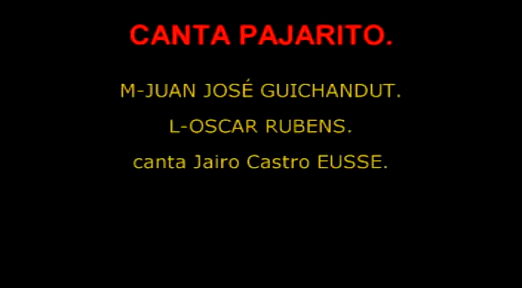 CANTA PAJARITO.
M-JUAN JOSÉ GUICHANDUT.
L-OSCAR RUBENS.
canta Jairo Castro EUSSE.